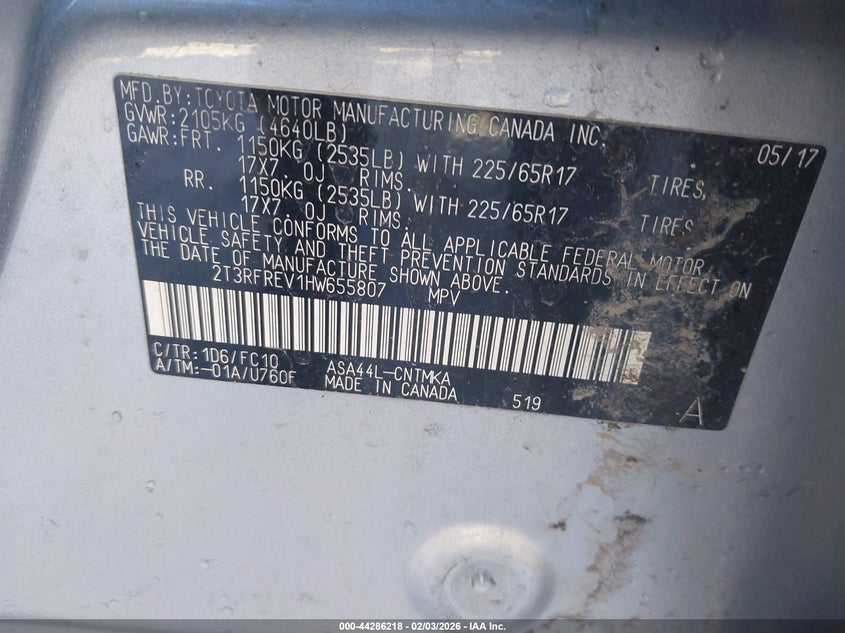 MFD.BY:TOYOTA MOTOR MANUFACTURING CANADA INC.
05/17
GVWR:2105KG (4640LB)
GAWR:FRT. 1150KG (2535LB) WITH 225/65R17 TIRES,
17X7.0J RIMS.
RR. 1150KG (2535LB) WITH 225/65R17 TIRES
17X7.0J RIMS.
THIS VEHICLE CONFORMS TO ALL APPLICABLE FEDERAL MOTOR
VEHICLE SAFETY AND THEFT PREVENTION STANDARDS IN EFFECT ON
THE DATE OF MANUFACTURE SHOWN ABOVE.
2T3RFREV1HW655807 MPV
C/TR:1D6/FC10 ASA44L-CNTMKA
A/TM:-01A/U760F MADE IN CANADA 519 A
000-44286218 - 02/03/2026 - IAA Inc.